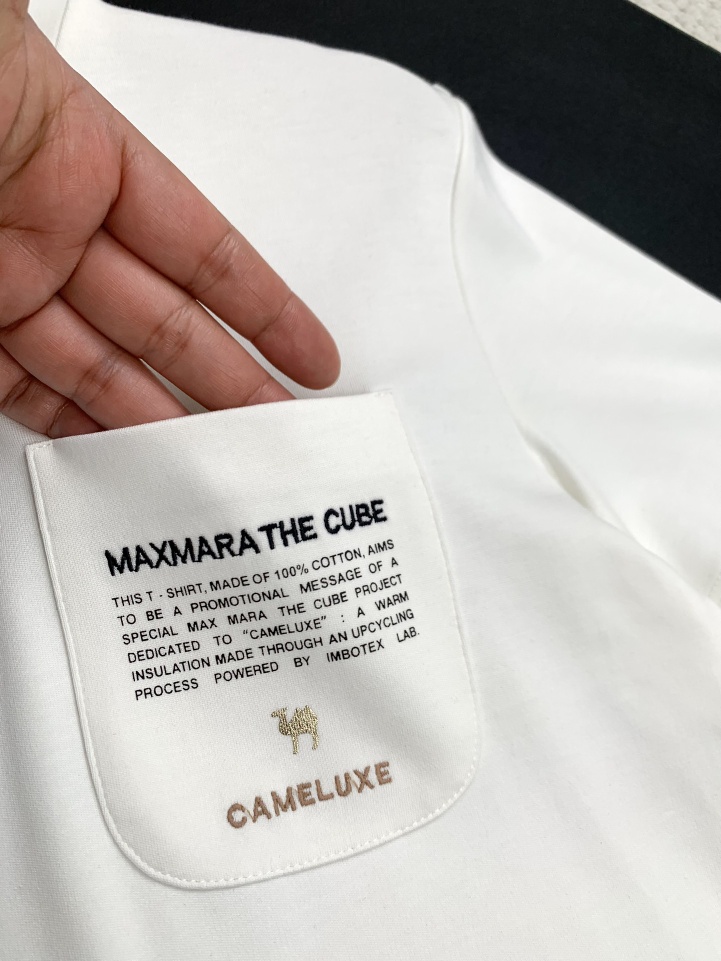 MAXMARA THE CUBE
THIS T - SHIRT, MADE OF 100% COTTON, AIMS
TO BE A PROMOTIONAL MESSAGE OF A
SPECIAL MAX MARA THE CUBE PROJECT
DEDICATED TO "CAMELUXE" : A WARM
INSULATION MADE THROUGH AN UPCYCLING
PROCESS POWERED BY IMBOTEX LAB.
CAMELUXE